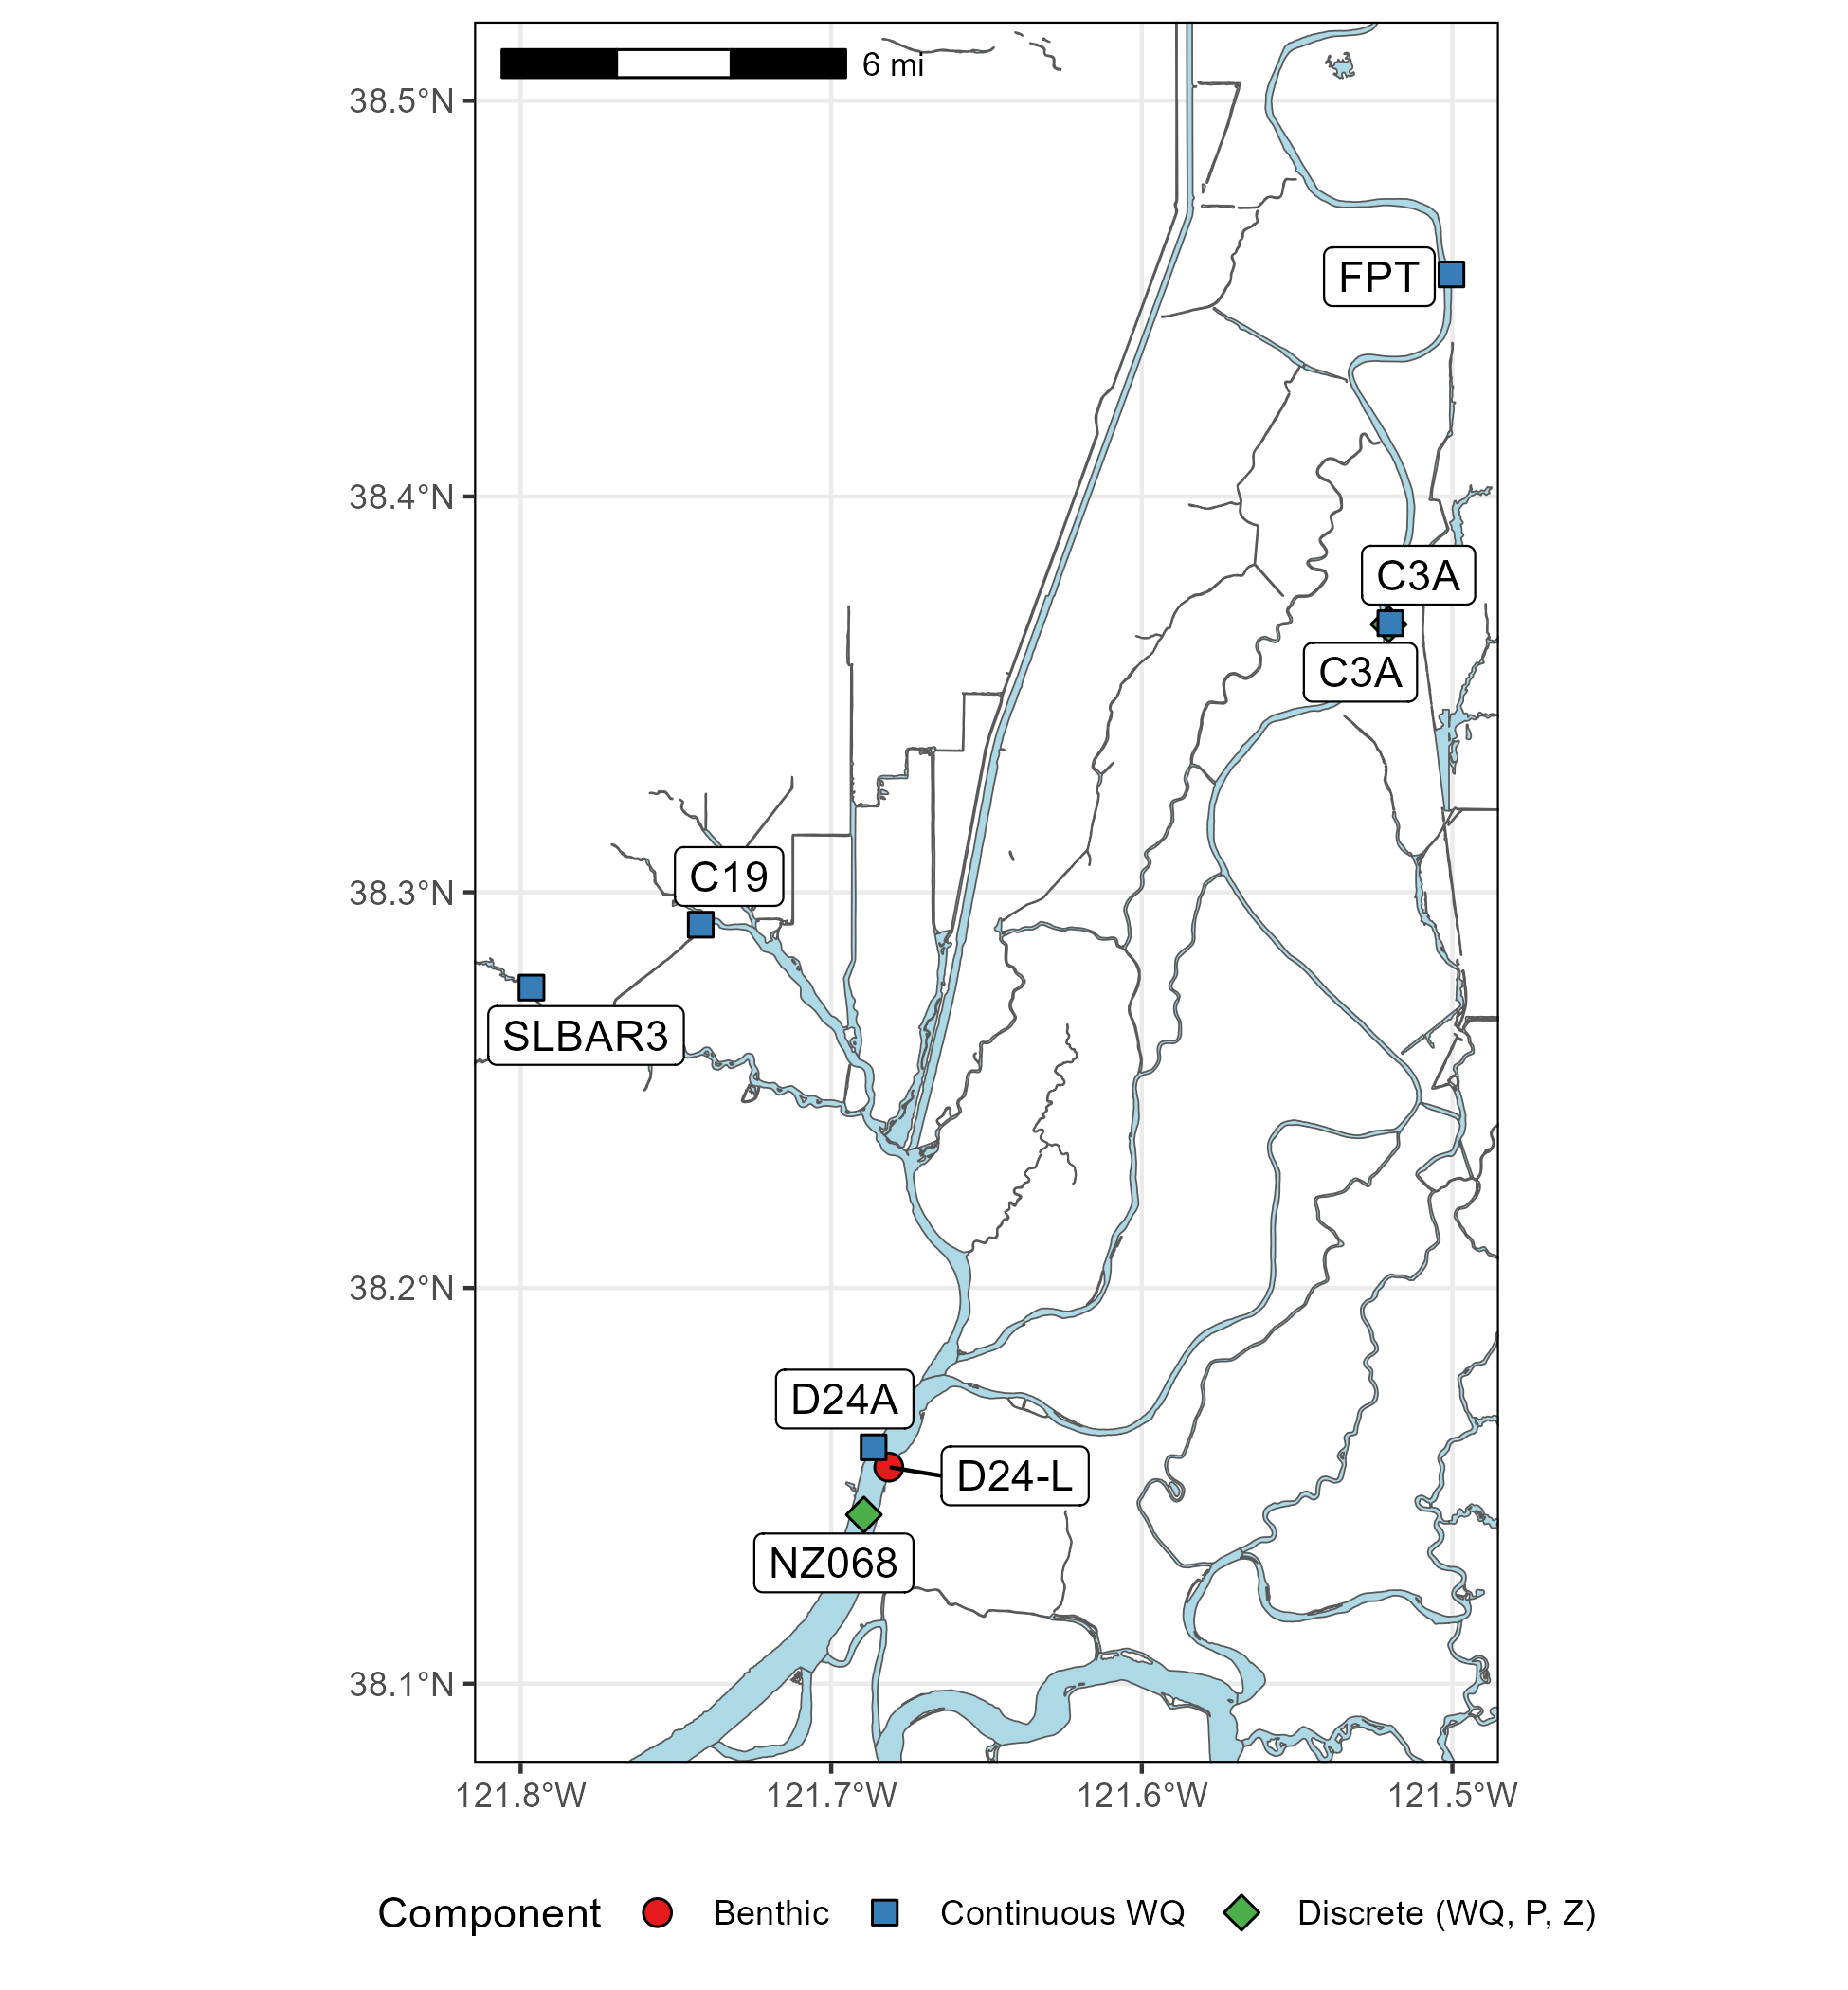 6 mi
38.5°N
FPT
38.4°N
C3A
C3A
C19
38.3°N
SLBAR3
38.2°N
D24A
D24-L
NZ068
38.1°N
121.8°W 121.7°W 121.6°W 121.5°W
Component Benthic Continuous WQ Discrete (WQ, P, Z)